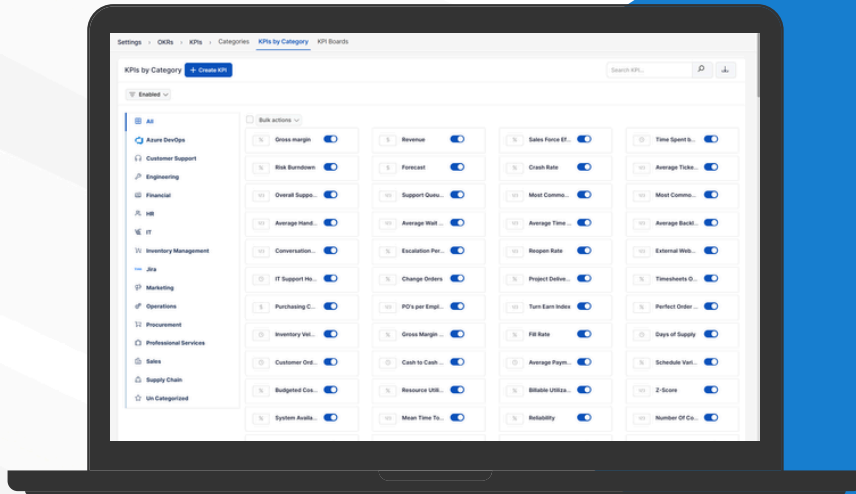 Settings › OKRs › KPIs › Categories KPIs by Category KPI Boards
KPIs by Category + Create KPI Search KPI...
Enabled
All
Azure DevOps
Customer Support
Engineering
Financial
HR
IT
Inventory Management
Jira
Marketing
Operations
Procurement
Professional Services
Sales
Supply Chain
Un Categorized
Bulk actions
Gross margin Revenue Sales Force Ef... Time Spent b...
Risk Burndown Forecast Crash Rate Average Ticke...
Overall Suppo... Support Queu... Most Commo... Most Commo...
Average Hand... Average Wait ... Average Time ... Average Backl...
Conversation... Escalation Per... Reopen Rate External Web...
IT Support Ho... Change Orders Project Delive... Timesheets O...
Purchasing C... PO's per Empl... Turn Earn Index Perfect Order ...
Inventory Vel... Gross Margin ... Fill Rate Days of Supply
Customer Ord... Cash to Cash ... Average Paym... Schedule Vari...
Budgeted Cos... Resource Utili... Billable Utiliza... Z-Score
System Availa... Mean Time To... Reliability Number Of Co...